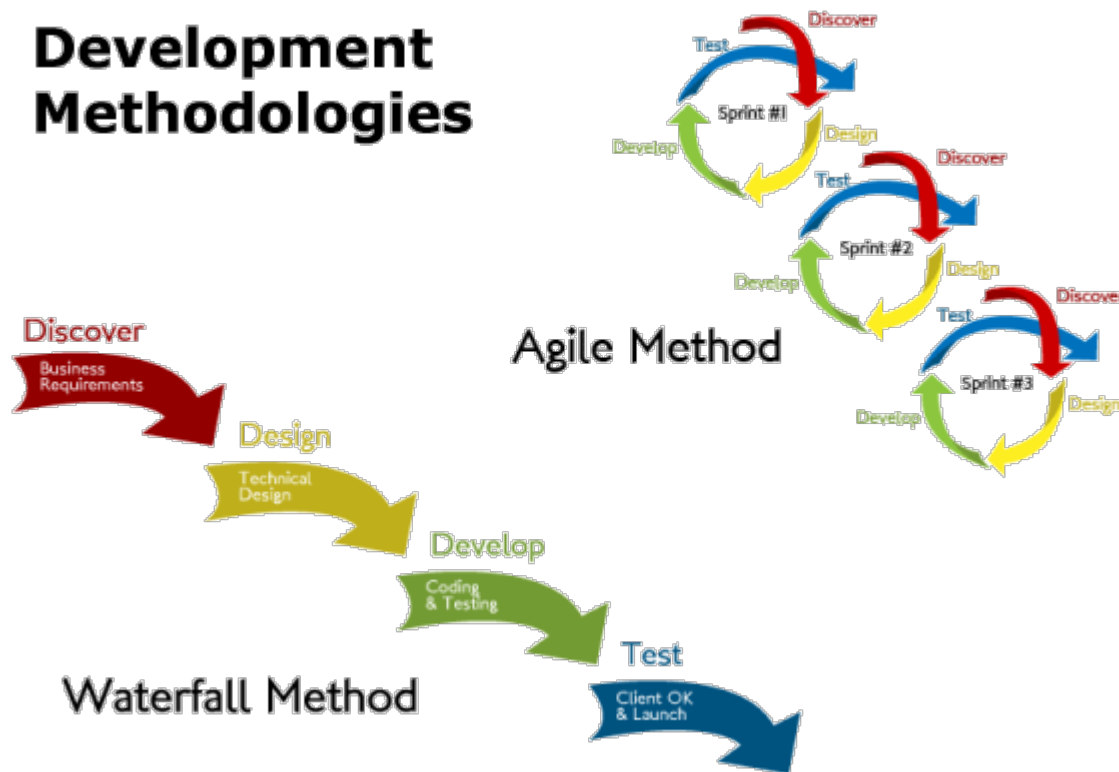 Development
Methodologies
Discover
Test
Sprint #1
Design
Develop
Discover
Test
Sprint #2
Design
Develop
Discover
Test
Sprint #3
Design
Develop
Agile Method
Discover
Business
Requirements
Design
Technical
Design
Develop
Coding
& Testing
Test
Client OK
& Launch
Waterfall Method